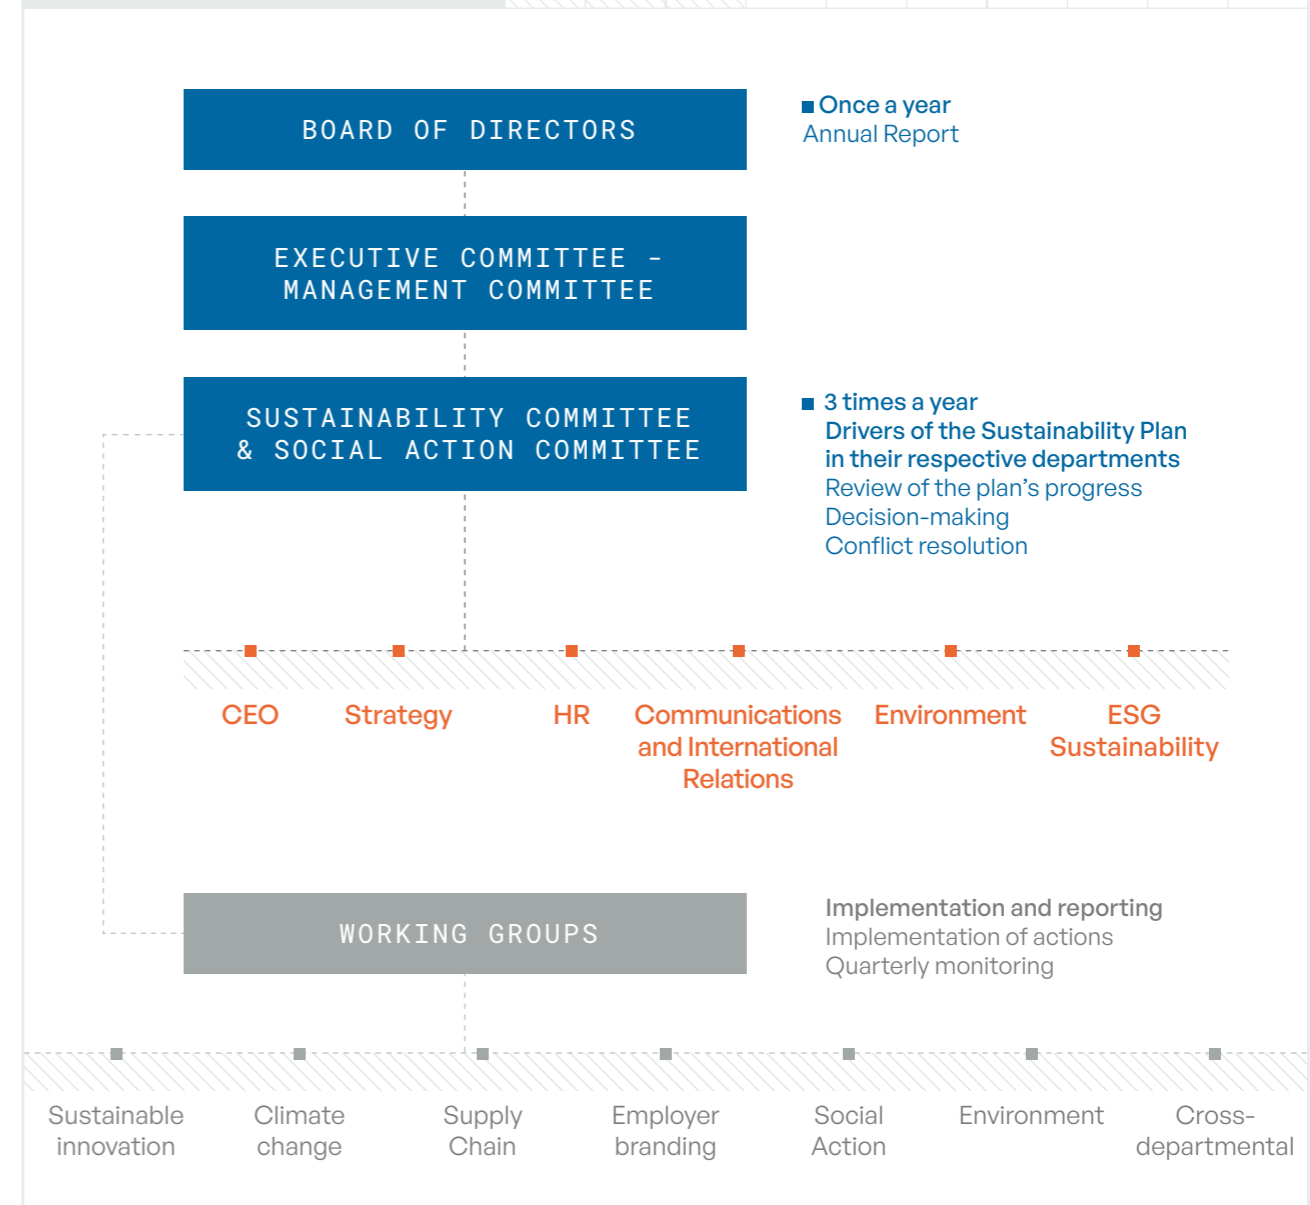 BOARD OF DIRECTORS
Once a year
Annual Report
EXECUTIVE COMMITTEE -
MANAGEMENT COMMITTEE
SUSTAINABILITY COMMITTEE
& SOCIAL ACTION COMMITTEE
3 times a year
Drivers of the Sustainability Plan
in their respective departments
Review of the plan’s progress
Decision-making
Conflict resolution
CEO
Strategy
HR
Communications
and International
Relations
Environment
ESG
Sustainability
WORKING GROUPS
Implementation and reporting
Implementation of actions
Quarterly monitoring
Sustainable
innovation
Climate
change
Supply
Chain
Employer
branding
Social
Action
Environment
Cross-
departmental